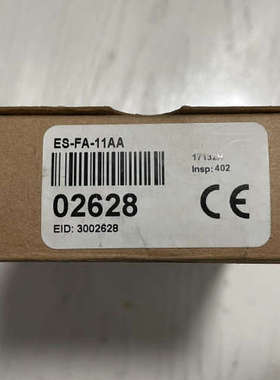 ES-FA-11AA
Insp: 402
02628
CE
EID: 3002628